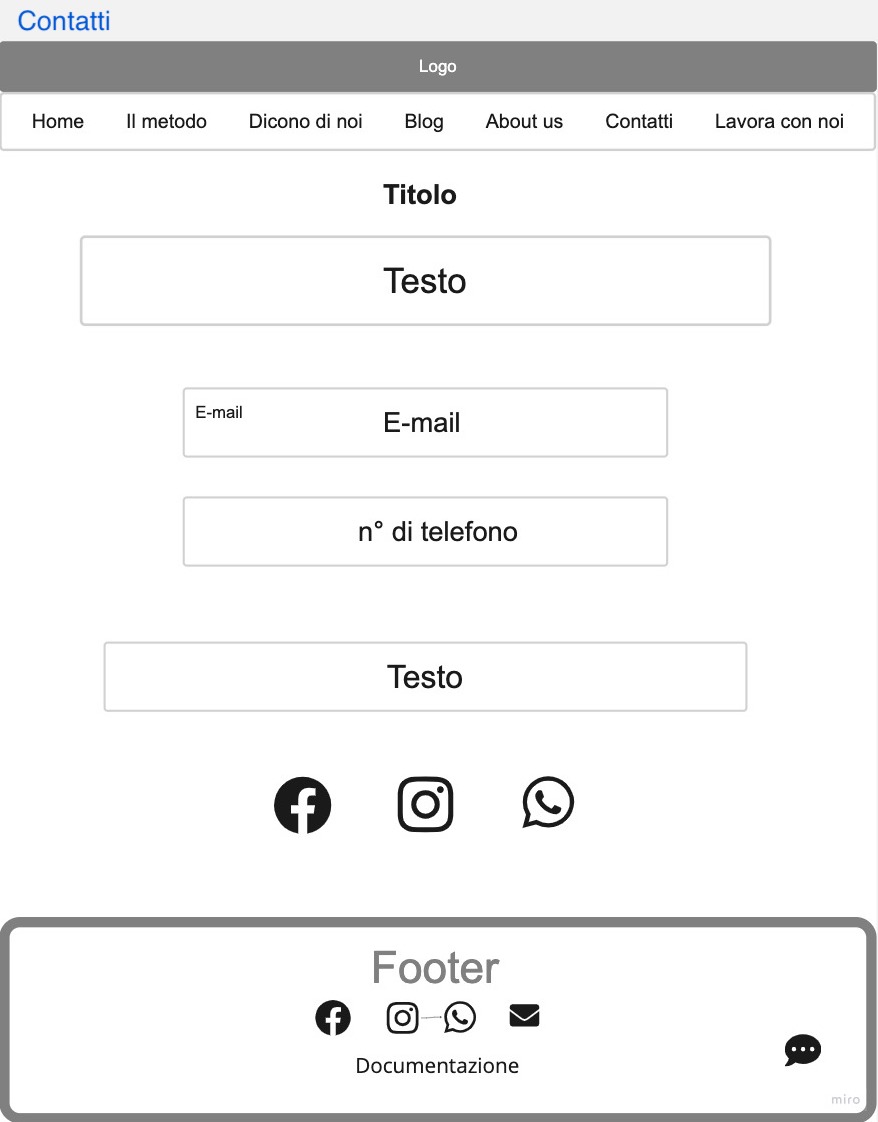 Contatti
Logo
Home Il metodo Dicono di noi Blog About us Contatti Lavora con noi
Titolo
Testo
E-mail
E-mail
n° di telefono
Testo
Footer
Documentazione
miro